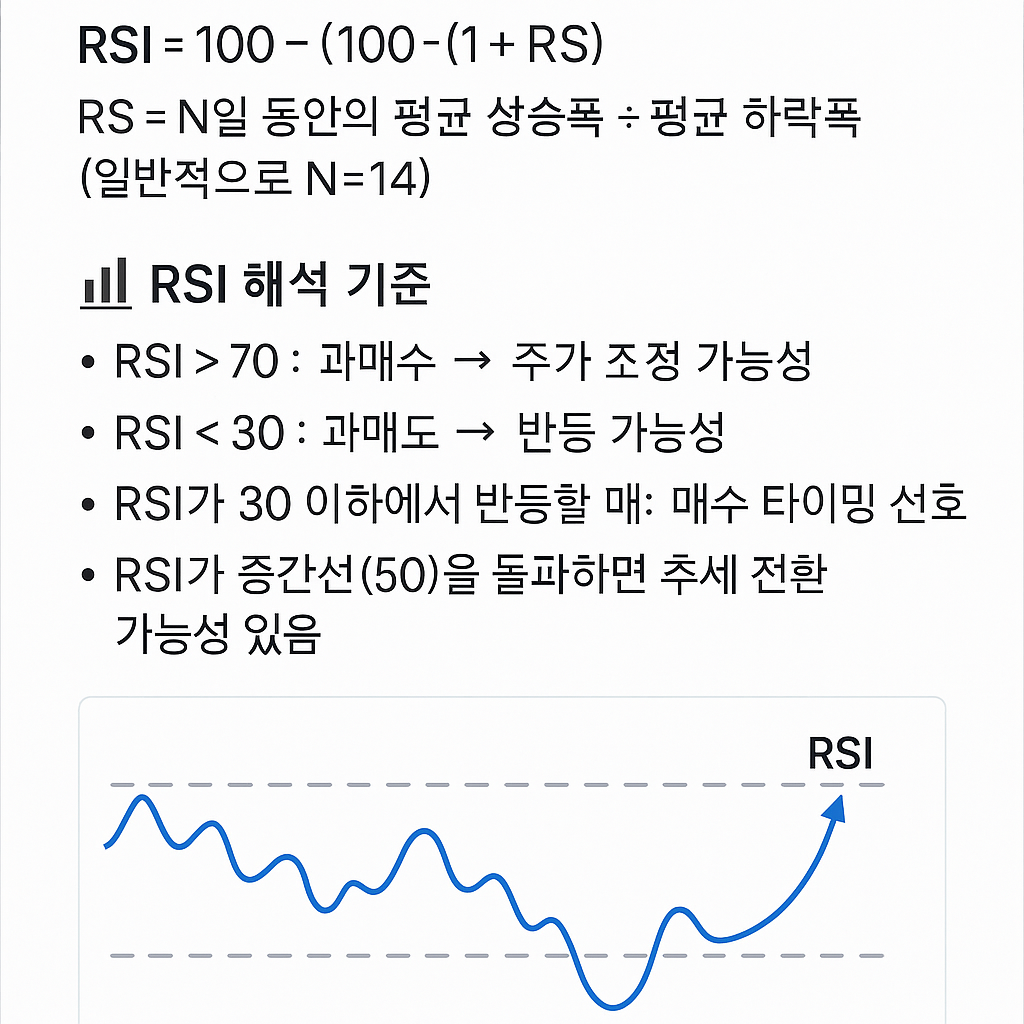 RSI = 100 − (100-(1 + RS)
RS = N일 동안의 평균 상승폭 ÷ 평균 하락폭
(일반적으로 N=14)
RSI 해석 기준
• RSI > 70 : 과매수 → 주가 조정 가능성
• RSI < 30 : 과매도 → 반등 가능성
• RSI가 30 이하에서 반등할 매: 매수 타이밍 선호
• RSI가 증간선(50)을 돌파하면 추세 전환
가능성 있음
RSI